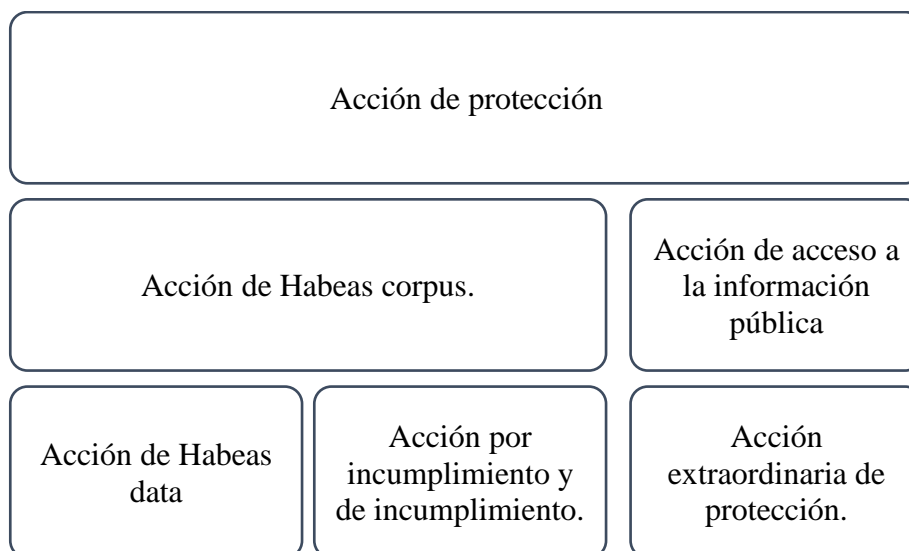 Acción de protección
Acción de Habeas corpus.
Acción de acceso a
la información
pública
Acción de Habeas
data
Acción por
incumplimiento y
de incumplimiento.
Acción
extraordinaria de
protección.